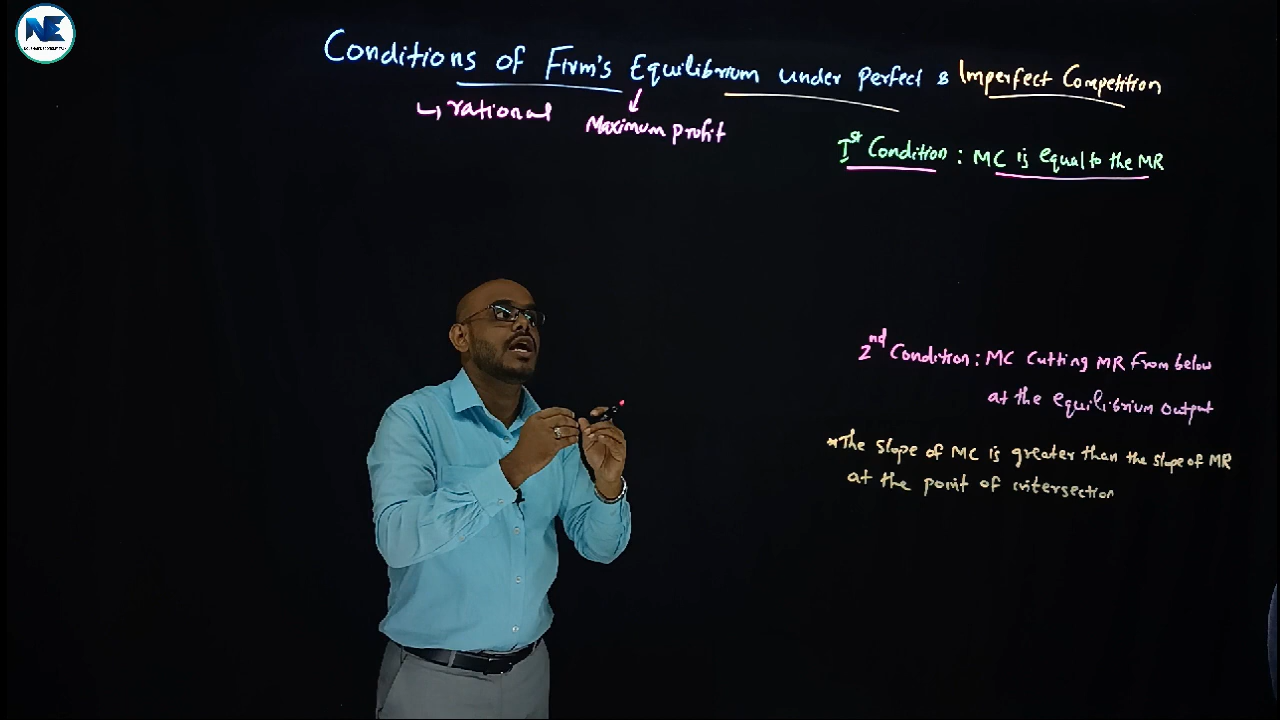 NE
Conditions of Firm's Equilibrium under perfect & Imperfect Competition
↳ rational
Maximum profit
Ist Condition : MC is equal to the MR
2nd Condition : MC Cutting MR From below
at the equilibrium output
*The slope of MC is greater than the slope of MR
at the point of intersection